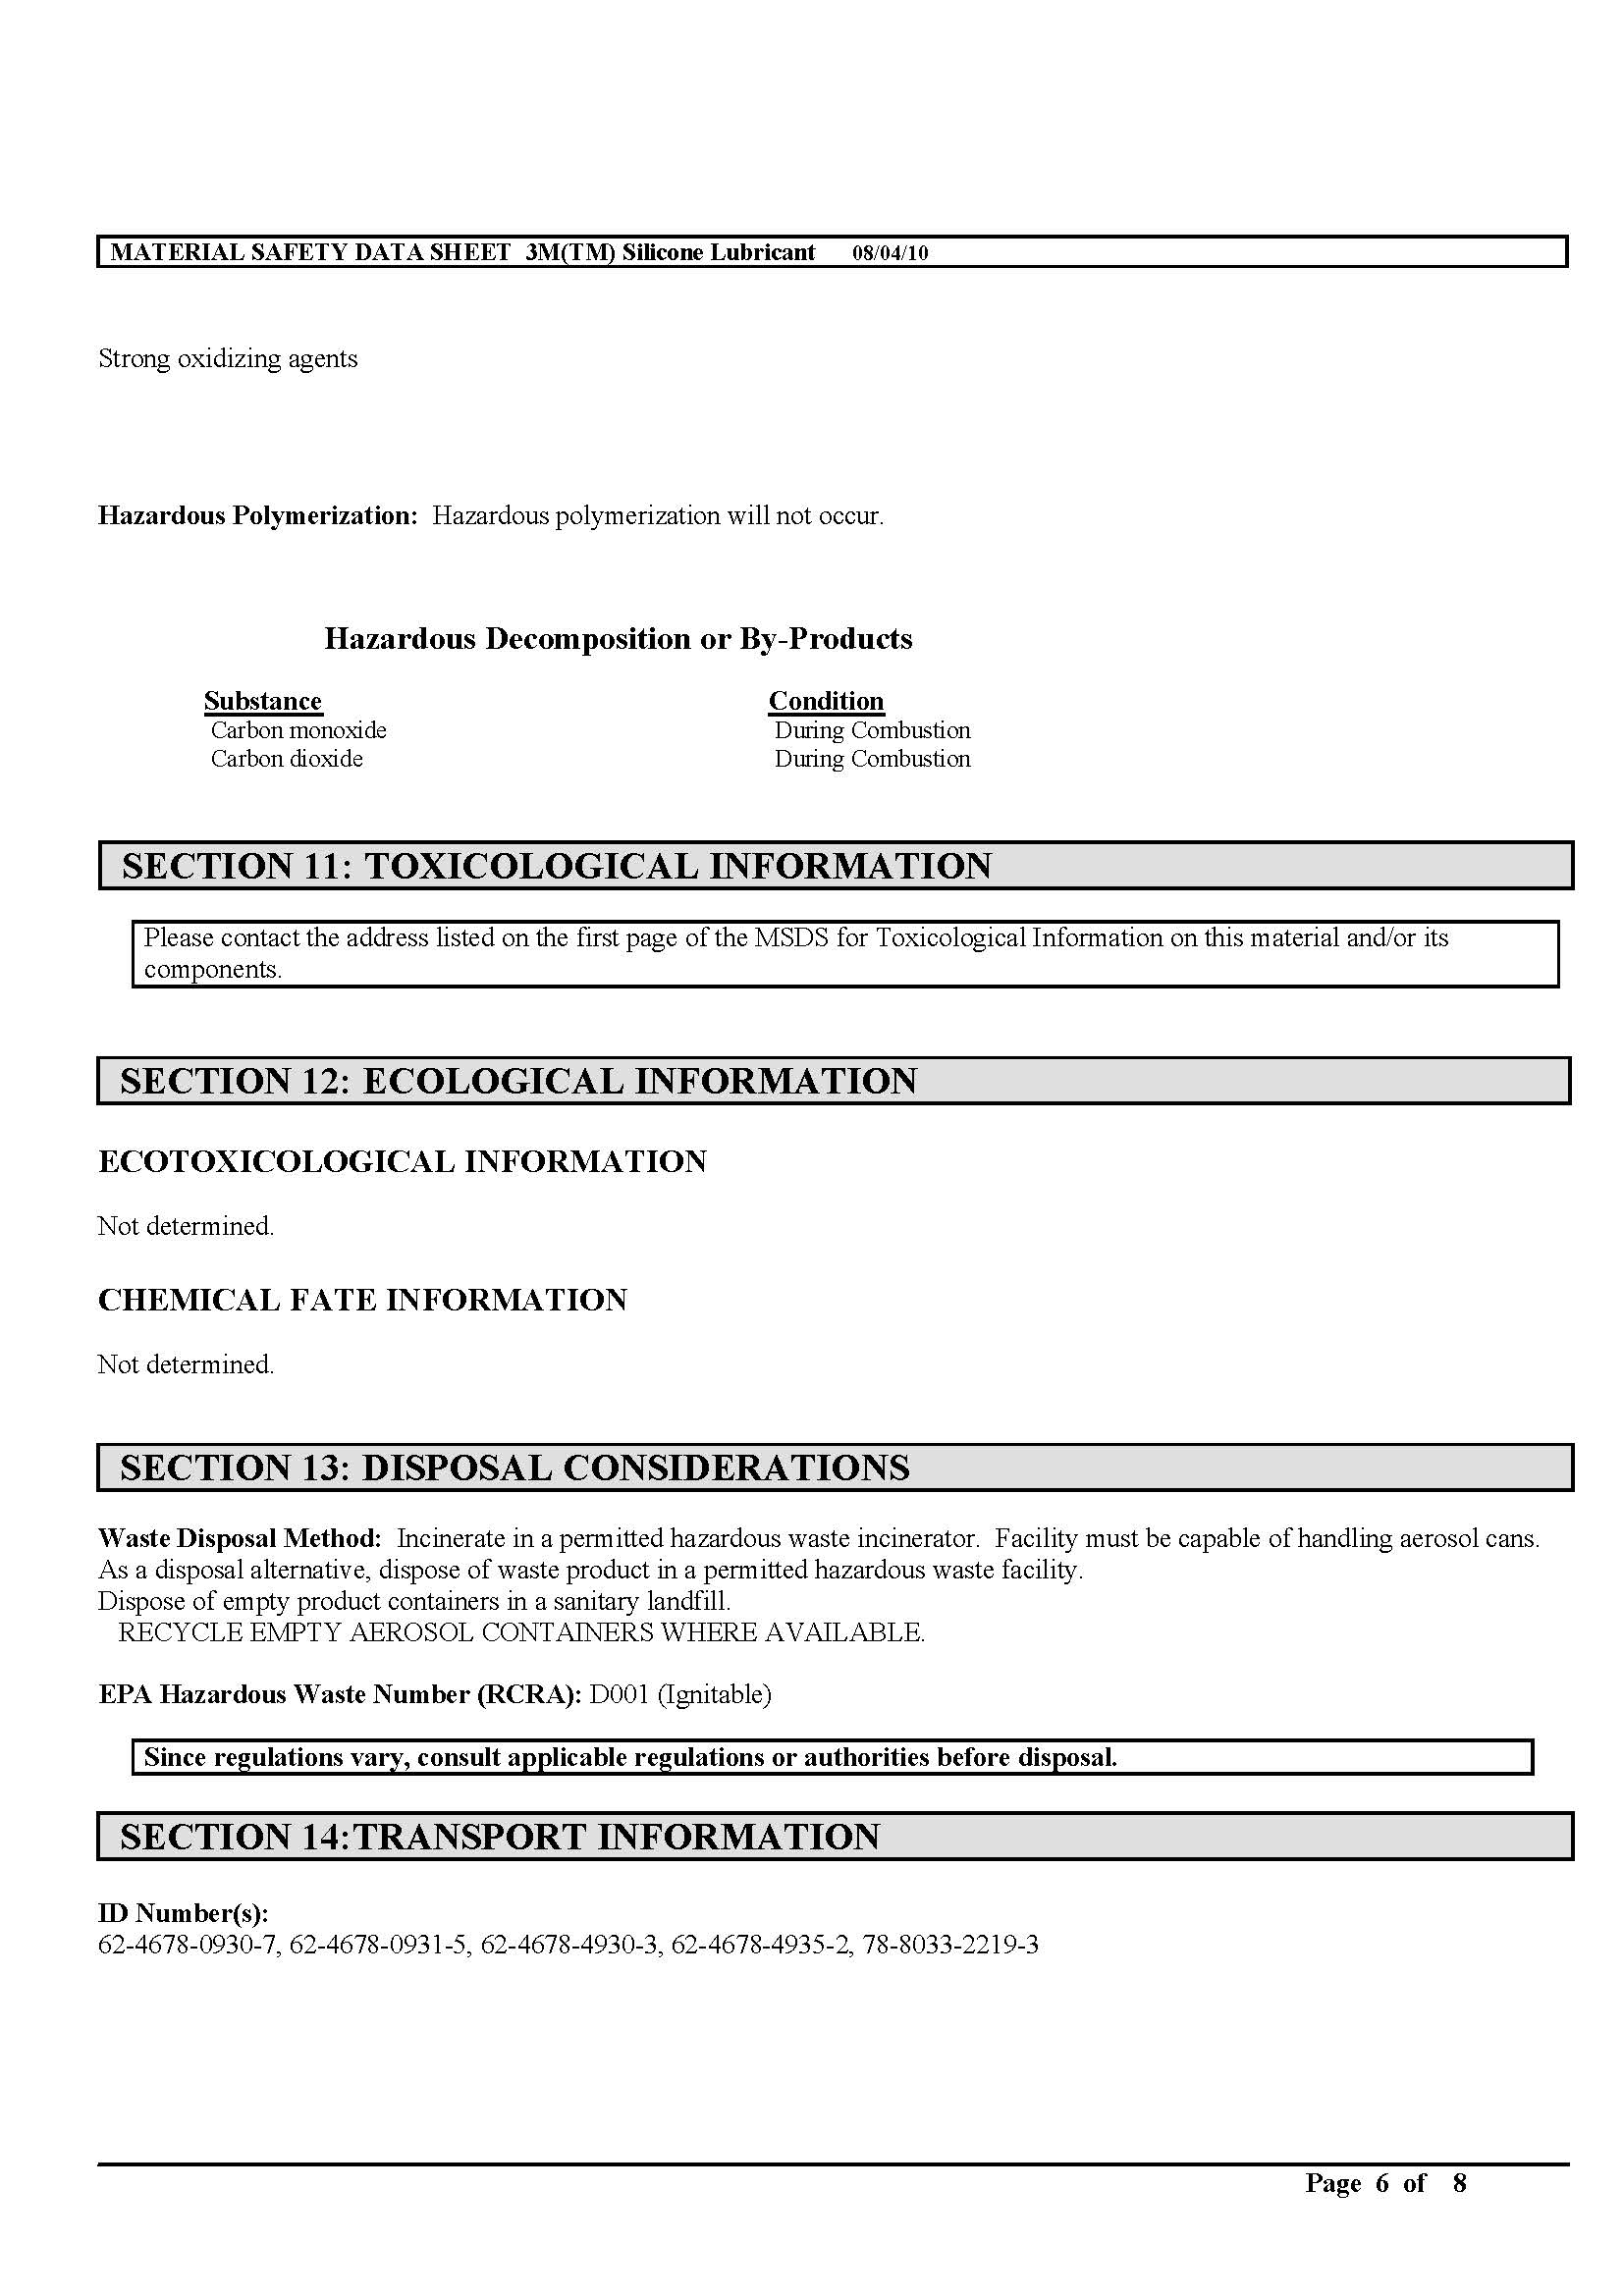 MATERIAL SAFETY DATA SHEET 3M(TM) Silicone Lubricant 08/04/10
Strong oxidizing agents
Hazardous Polymerization: Hazardous polymerization will not occur.
Hazardous Decomposition or By-Products
Substance Condition
Carbon monoxide During Combustion
Carbon dioxide During Combustion
SECTION 11: TOXICOLOGICAL INFORMATION
Please contact the address listed on the first page of the MSDS for Toxicological Information on this material and/or its
components.
SECTION 12: ECOLOGICAL INFORMATION
ECOTOXICOLOGICAL INFORMATION
Not determined.
CHEMICAL FATE INFORMATION
Not determined.
SECTION 13: DISPOSAL CONSIDERATIONS
Waste Disposal Method: Incinerate in a permitted hazardous waste incinerator. Facility must be capable of handling aerosol cans.
As a disposal alternative, dispose of waste product in a permitted hazardous waste facility.
Dispose of empty product containers in a sanitary landfill.
RECYCLE EMPTY AEROSOL CONTAINERS WHERE AVAILABLE.
EPA Hazardous Waste Number (RCRA): D001 (Ignitable)
Since regulations vary, consult applicable regulations or authorities before disposal.
SECTION 14:TRANSPORT INFORMATION
ID Number(s):
62-4678-0930-7, 62-4678-0931-5, 62-4678-4930-3, 62-4678-4935-2, 78-8033-2219-3
Page 6 of 8